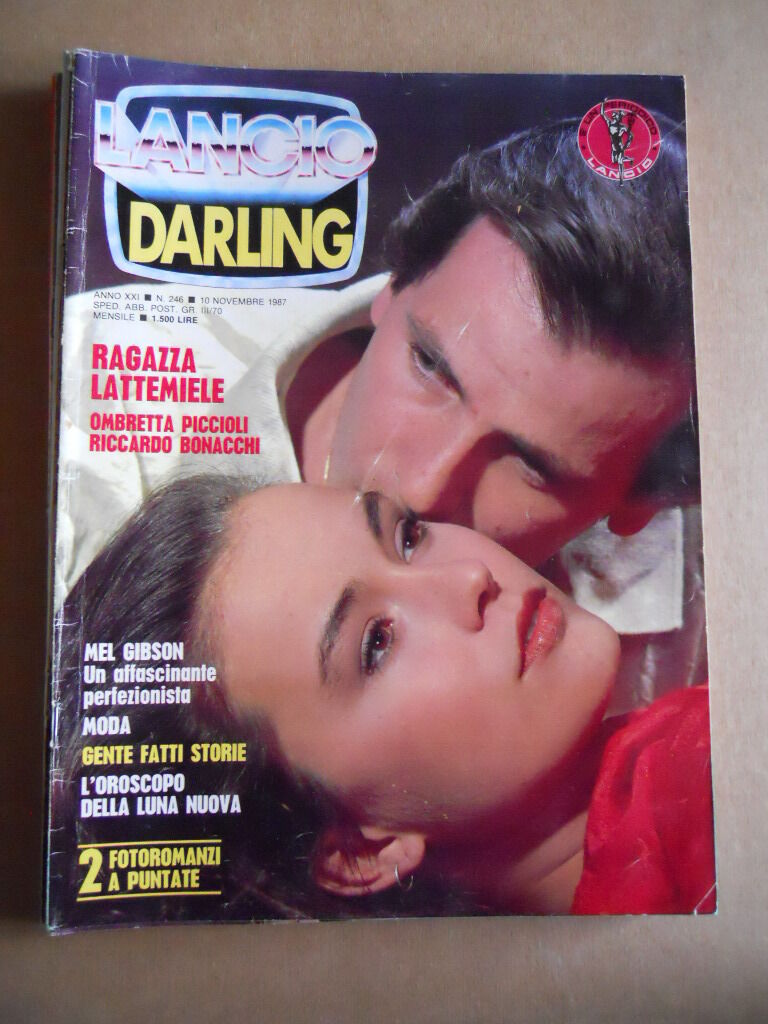 LANCIO
DARLING
È UN PERIODICO
LANCIO
ANNO XXI ■ N. 246 ■ 10 NOVEMBRE 1987
SPED. ABB. POST. GR. III/70
MENSILE ■ 1.500 LIRE
RAGAZZA
LATTEMIELE
OMBRETTA PICCIOLI
RICCARDO BONACCHI
MEL GIBSON
Un affascinante
perfezionista
MODA
GENTE FATTI STORIE
L'OROSCOPO
DELLA LUNA NUOVA
2 FOTOROMANZI
A PUNTATE